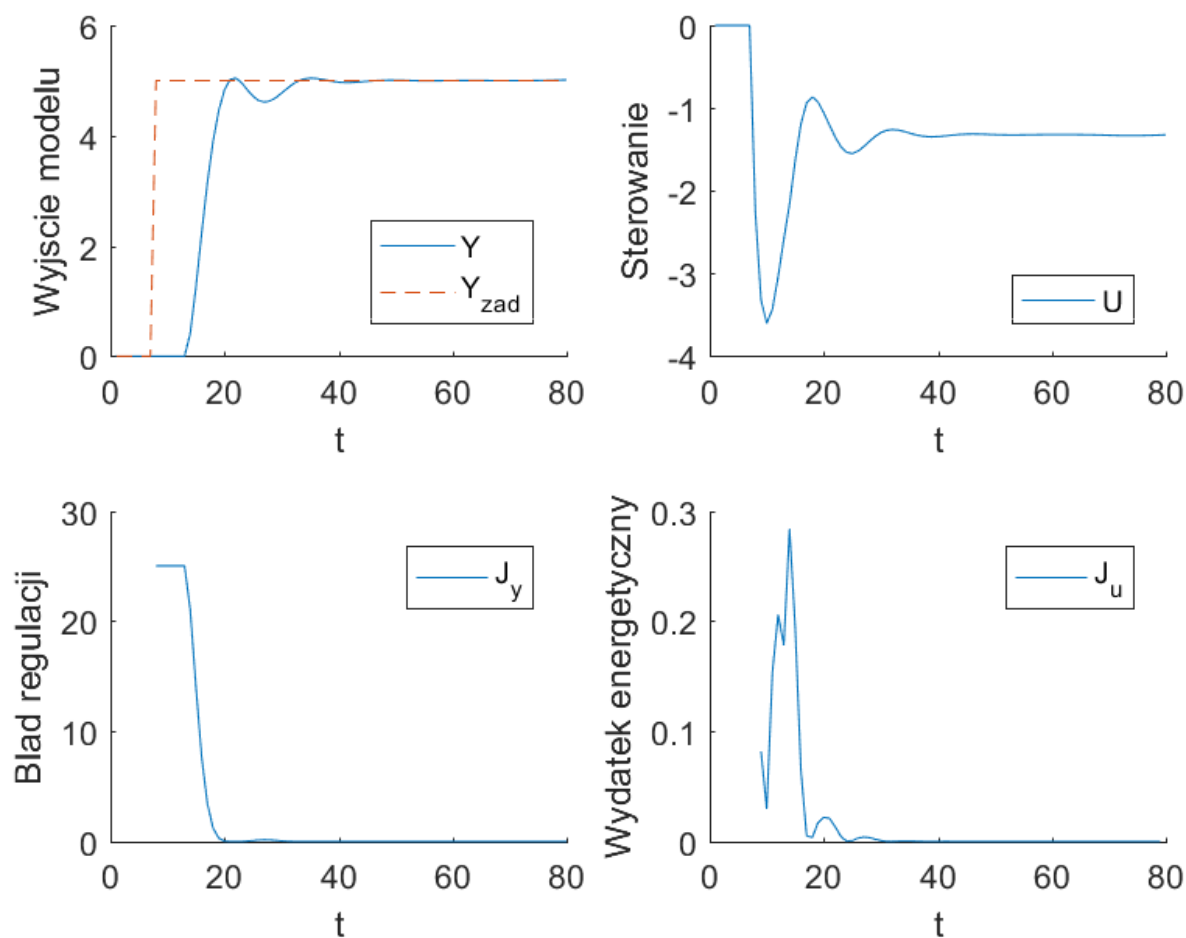 Wyjscie modelu
6
4
2
0
0
20
40
60
80
t
Y
Y_zad
Sterowanie
0
-1
-2
-3
-4
0
20
40
60
80
t
U
Blad regulacji
30
20
10
0
0
20
40
60
80
t
J_y
Wydatek energetyczny
0.3
0.2
0.1
0
0
20
40
60
80
t
J_u